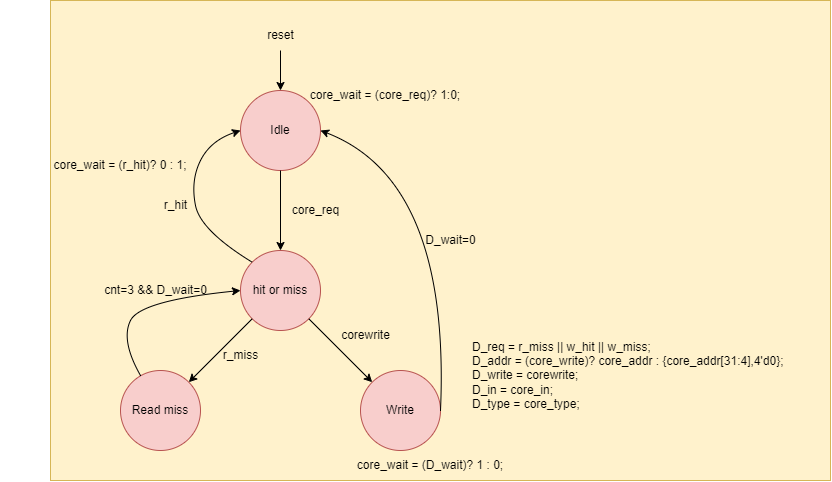 reset
core_wait = (core_req)? 1:0;
Idle
core_wait = (r_hit)? 0 : 1;
r_hit
core_req
D_wait=0
cnt=3 && D_wait=0
hit or miss
corewrite
r_miss
D_req = r_miss || w_hit || w_miss;
D_addr = (core_write)? core_addr : {core_addr[31:4],4'd0};
D_write = corewrite;
D_in = core_in;
D_type = core_type;
Read miss
Write
core_wait = (D_wait)? 1 : 0;